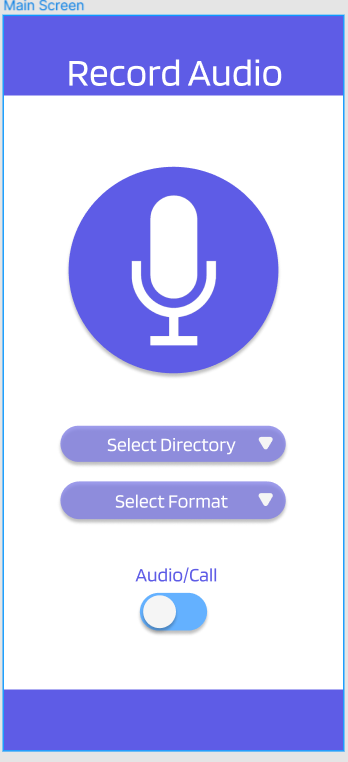 Main Screen
Record Audio
Select Directory
Select Format
Audio/Call